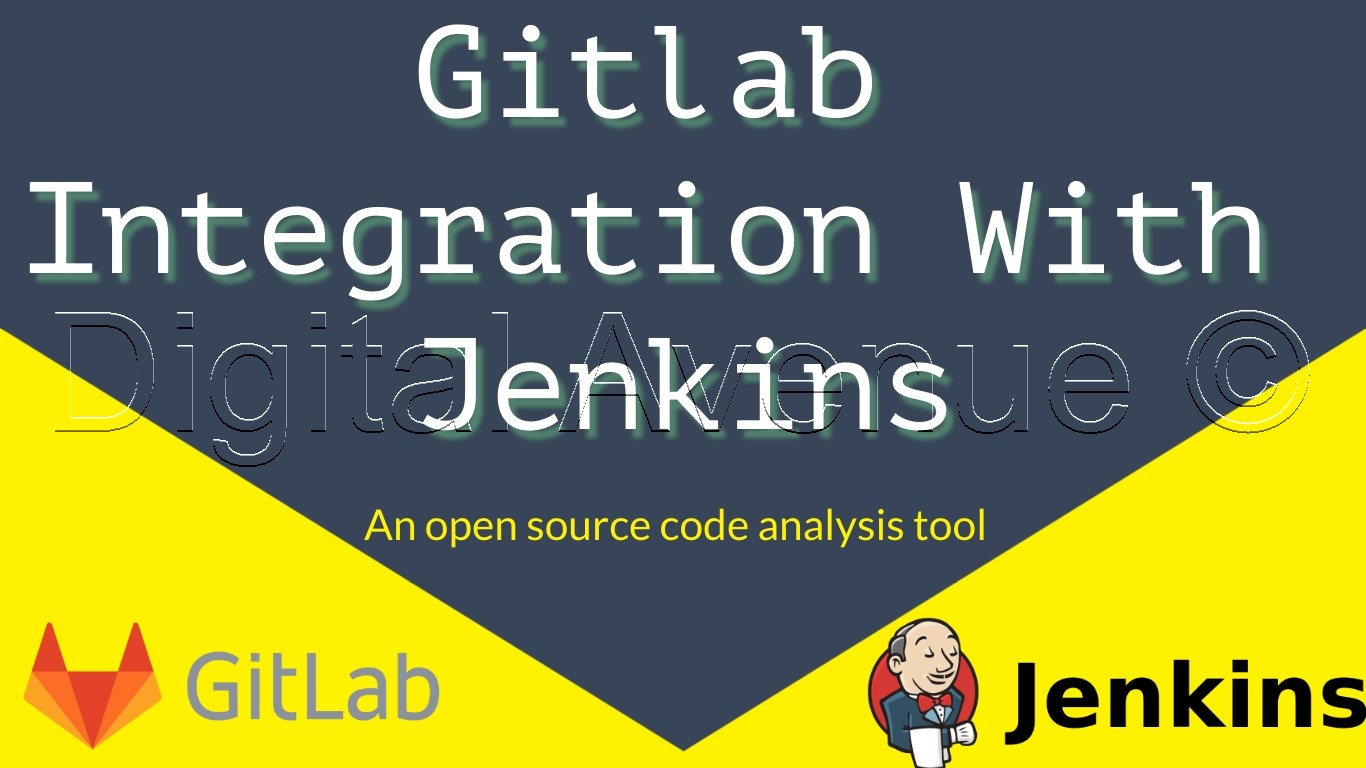 Gitlab
Integration With
Jenkins
Digital Avenue ©
An open source code analysis tool
GitLab
Jenkins